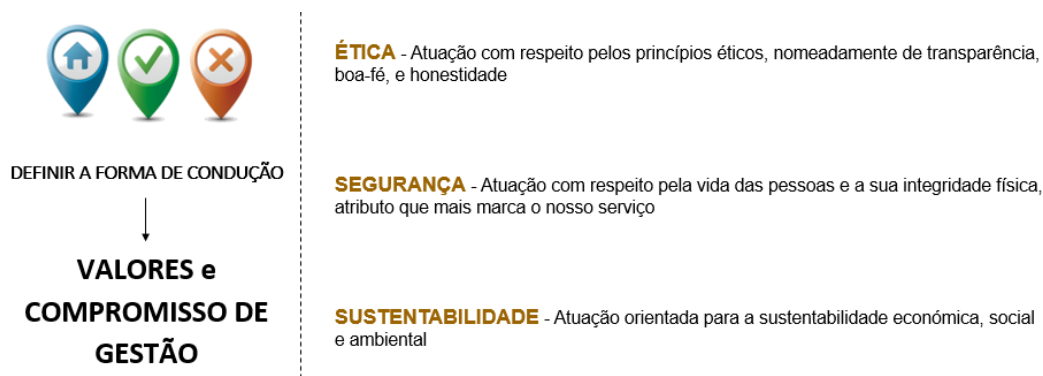 DEFINIR A FORMA DE CONDUÇÃO
VALORES e
COMPROMISSO DE
GESTÃO
ÉTICA - Atuação com respeito pelos princípios éticos, nomeadamente de transparência,
boa-fé, e honestidade
SEGURANÇA - Atuação com respeito pela vida das pessoas e a sua integridade física,
atributo que mais marca o nosso serviço
SUSTENTABILIDADE - Atuação orientada para a sustentabilidade económica, social
e ambiental